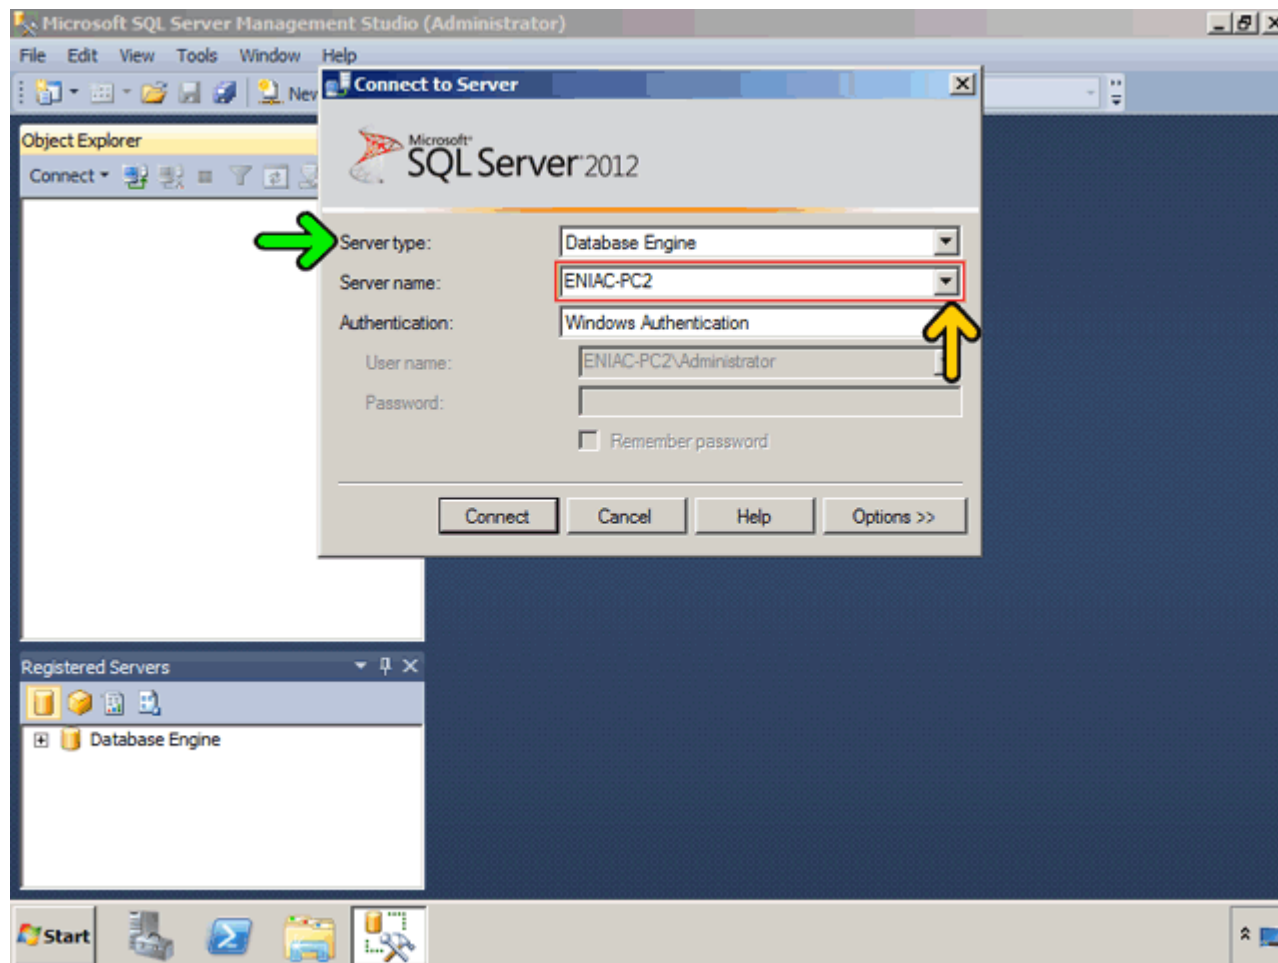 Microsoft SQL Server Management Studio (Administrator)
File Edit View Tools Window Help
New
Connect to Server
Object Explorer
Connect
Microsoft
SQL Server 2012
Server type: Database Engine
Server name: ENIAC-PC2
Authentication: Windows Authentication
User name: ENIAC-PC2\Administrator
Password:
Remember password
Connect Cancel Help Options >>
Registered Servers
Database Engine
Start